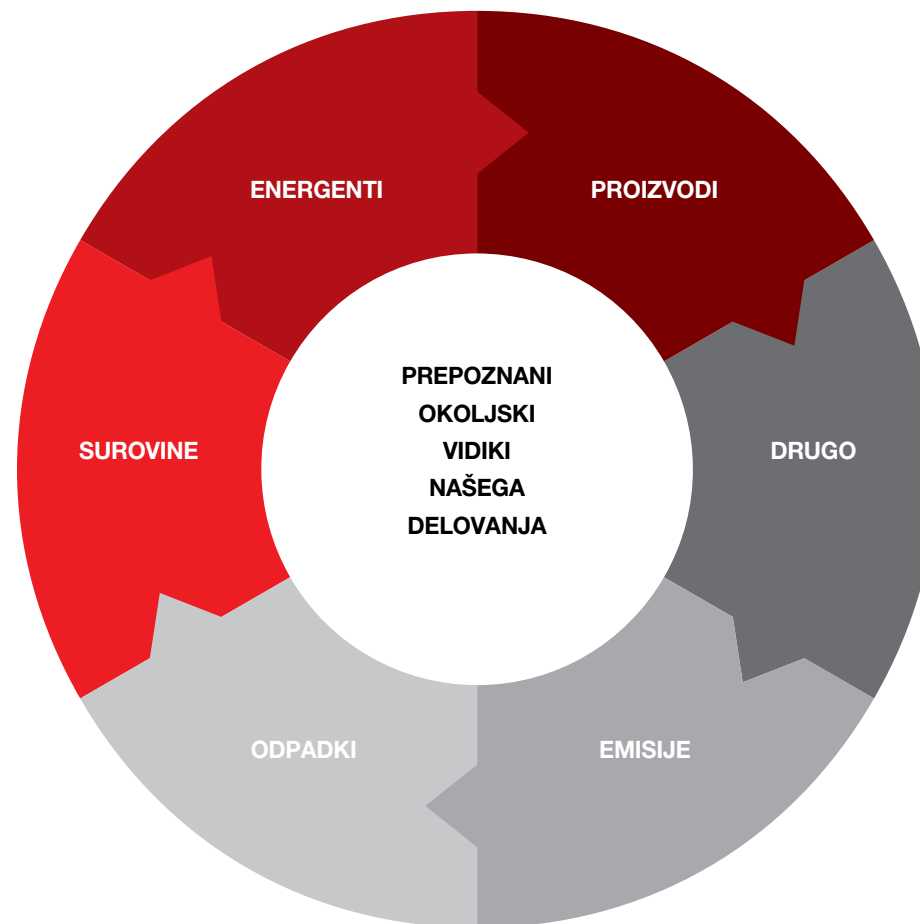 ENERGENTI
PROIZVODI
PREPOZNANI
OKOLJSKI
VIDIKI
NAŠEGA
DELOVANJA
SUROVINE
DRUGO
ODPADKI
EMISIJE